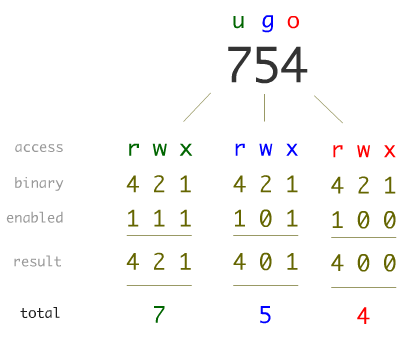 u g o
754
access r w x r w x r w x
binary 4 2 1 4 2 1 4 2 1
enabled 1 1 1 1 0 1 1 0 0
result 4 2 1 4 0 1 4 0 0
total 7 5 4